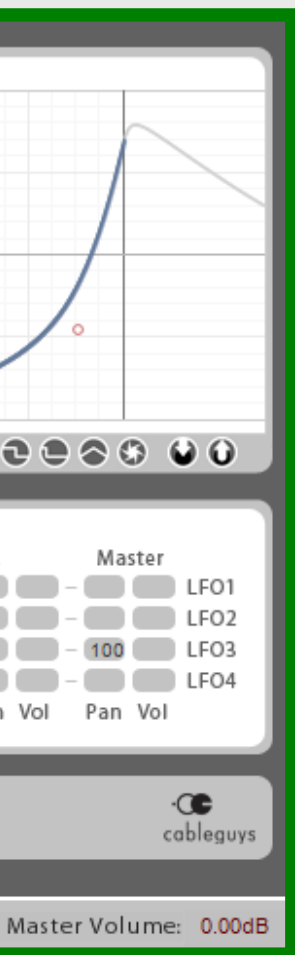 Master
LFO1
LFO2
100 LFO3
LFO4
Vol Pan Vol
cableguys
Master Volume: 0.00dB